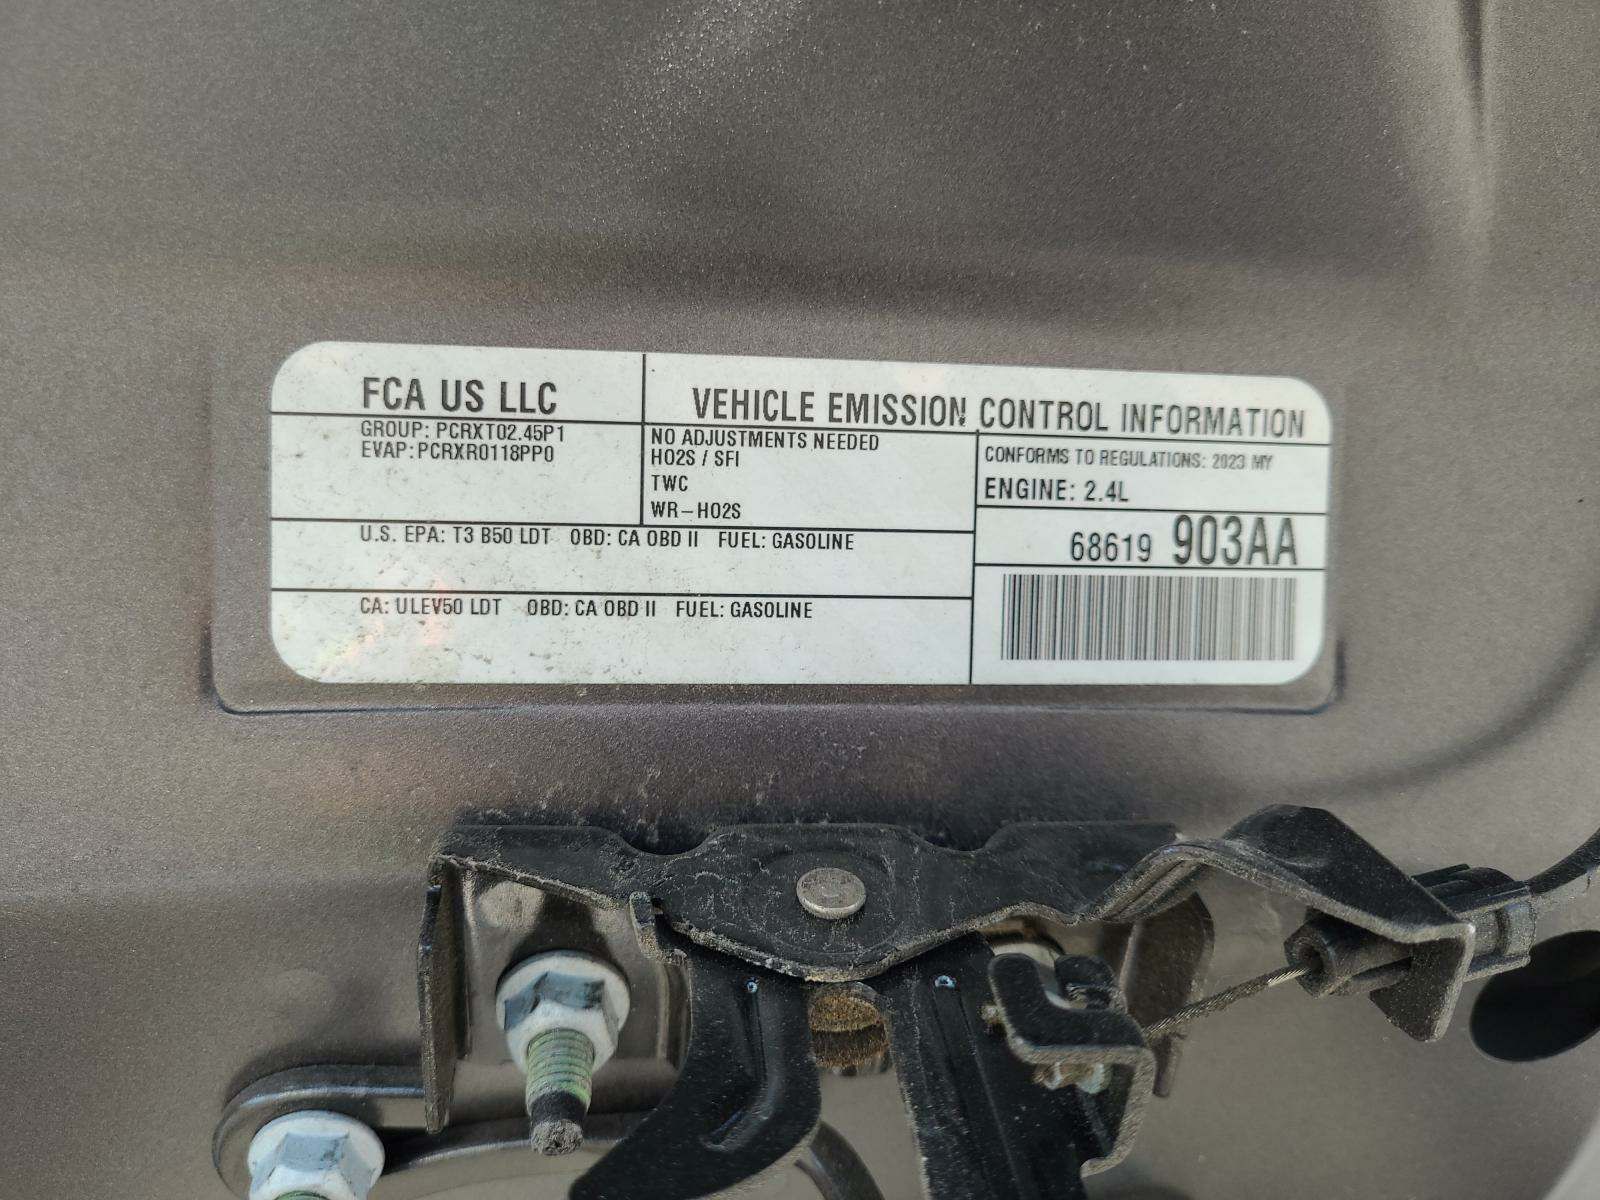 FCA US LLC
VEHICLE EMISSION CONTROL INFORMATION
GROUP: PCRXT02.45P1
EVAP: PCRXR0118PP0
NO ADJUSTMENTS NEEDED
HO2S / SFI
TWC
WR-HO2S
CONFORMS TO REGULATIONS: 2023 MY
ENGINE: 2.4L
68619 903AA
U.S. EPA: T3 B50 LDT OBD: CA OBD II FUEL: GASOLINE
CA: ULEV50 LDT OBD: CA OBD II FUEL: GASOLINE